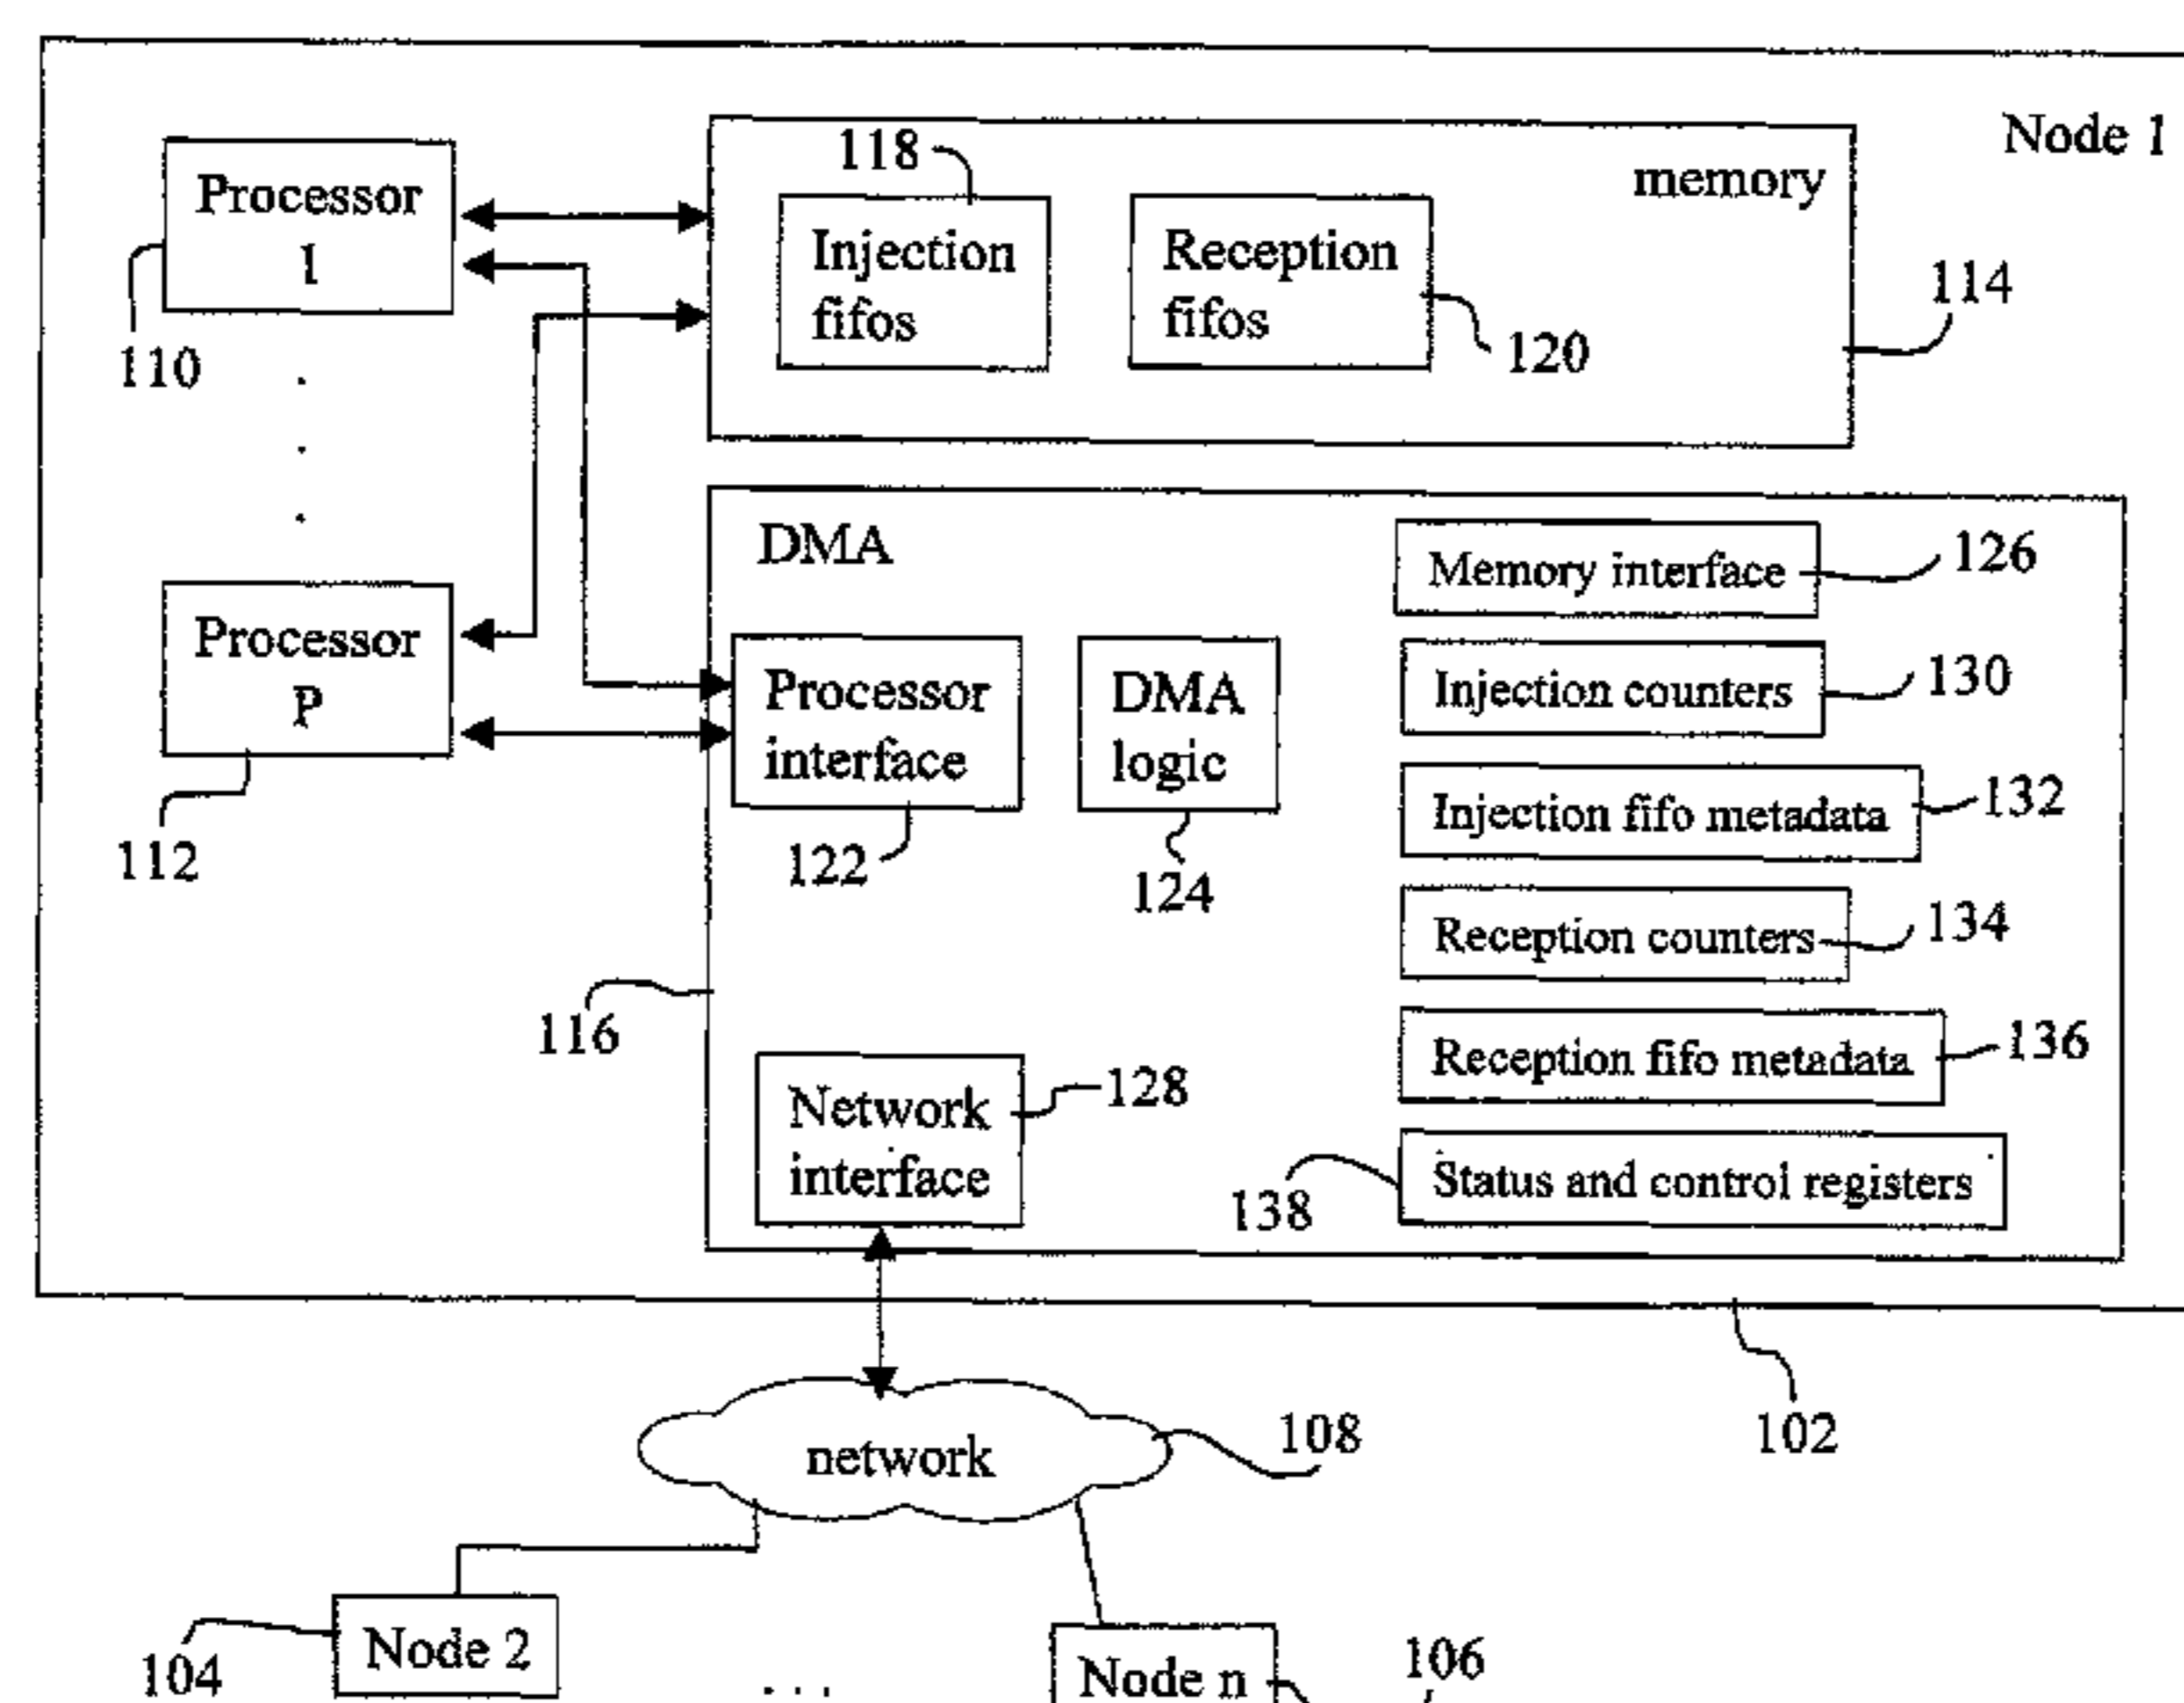 Node 1
Processor
1
110
118
memory
Injection
fifos
Reception
fifos
120
114
Processor
P
112
DMA
Processor
interface
122
DMA
logic
124
Memory interface
126
Injection counters
130
Injection fifo metadata
132
Reception counters
134
Reception fifo metadata
136
Status and control registers
138
116
Network
interface
128
102
network
108
Node 2
104
. . .
Node n
106